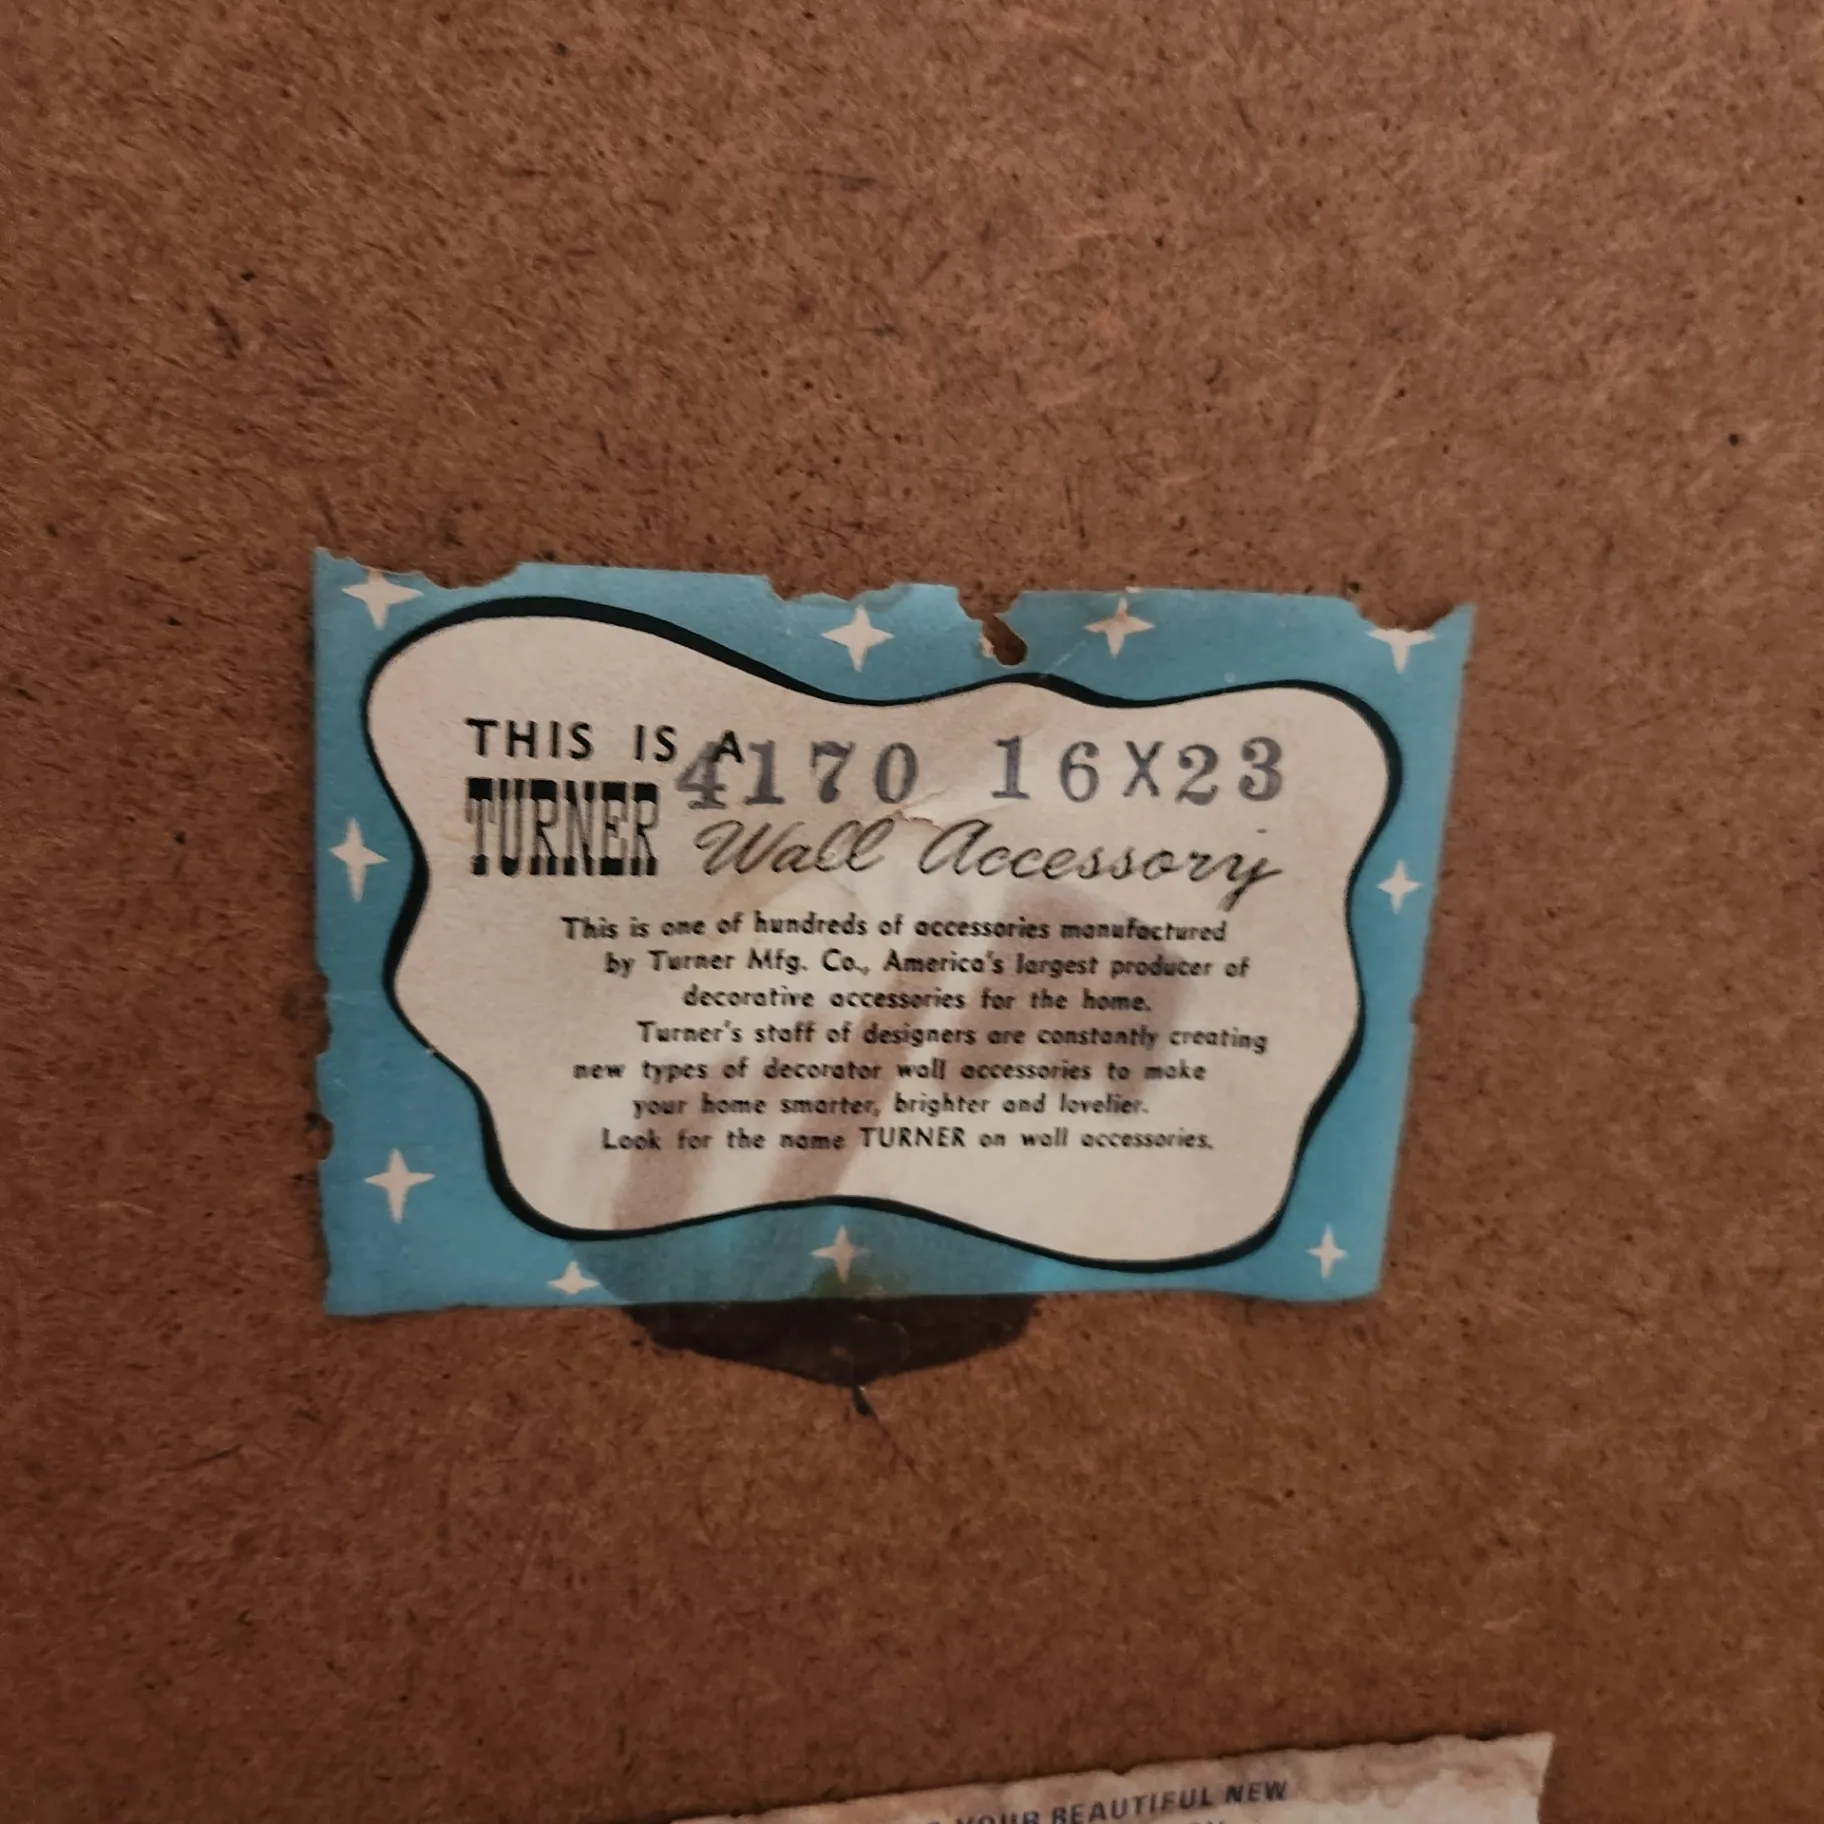 THIS IS A
4170 16X23
TURNER Wall Accessory
This is one of hundreds of accessories manufactured
by Turner Mfg. Co., America's largest producer of
decorative accessories for the home.
Turner's staff of designers are constantly creating
new types of decorator wall accessories to make
your home smarter, brighter and lovelier.
Look for the name TURNER on wall accessories.
YOUR BEAUTIFUL NEW